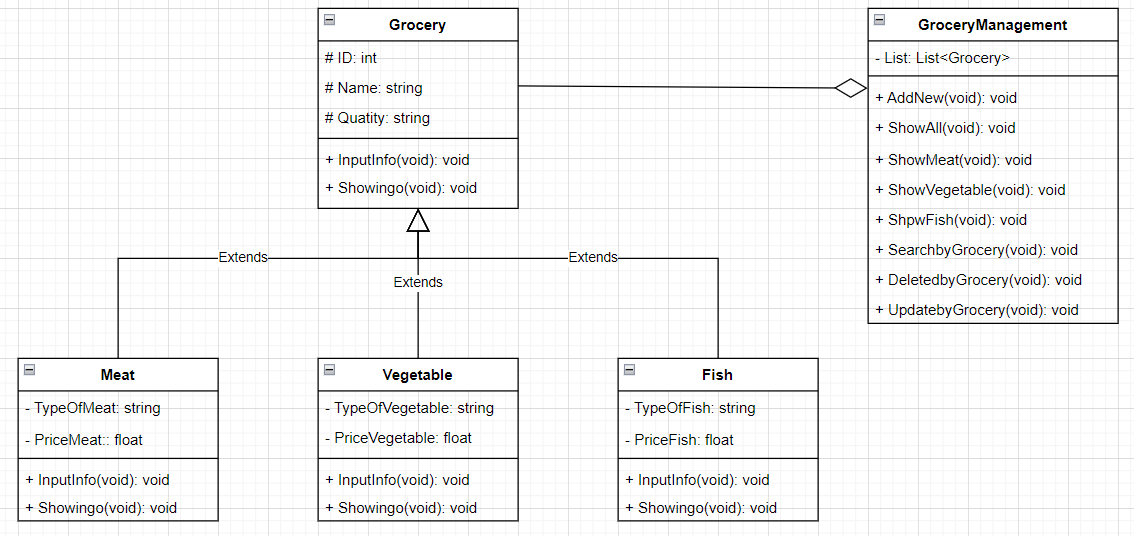 Grocery
# ID: int
# Name: string
# Quatity: string
+ InputInfo(void): void
+ Showingo(void): void
GroceryManagement
- List: List<Grocery>
+ AddNew(void): void
+ ShowAll(void): void
+ ShowMeat(void): void
+ ShowVegetable(void): void
+ ShpwFish(void): void
+ SearchbyGrocery(void): void
+ DeletedbyGrocery(void): void
+ UpdatebyGrocery(void): void
Extends
Extends
Extends
Meat
- TypeOfMeat: string
- PriceMeat:: float
+ InputInfo(void): void
+ Showingo(void): void
Vegetable
- TypeOfVegetable: string
- PriceVegetable: float
+ InputInfo(void): void
+ Showingo(void): void
Fish
- TypeOfFish: string
- PriceFish: float
+ InputInfo(void): void
+ Showingo(void): void